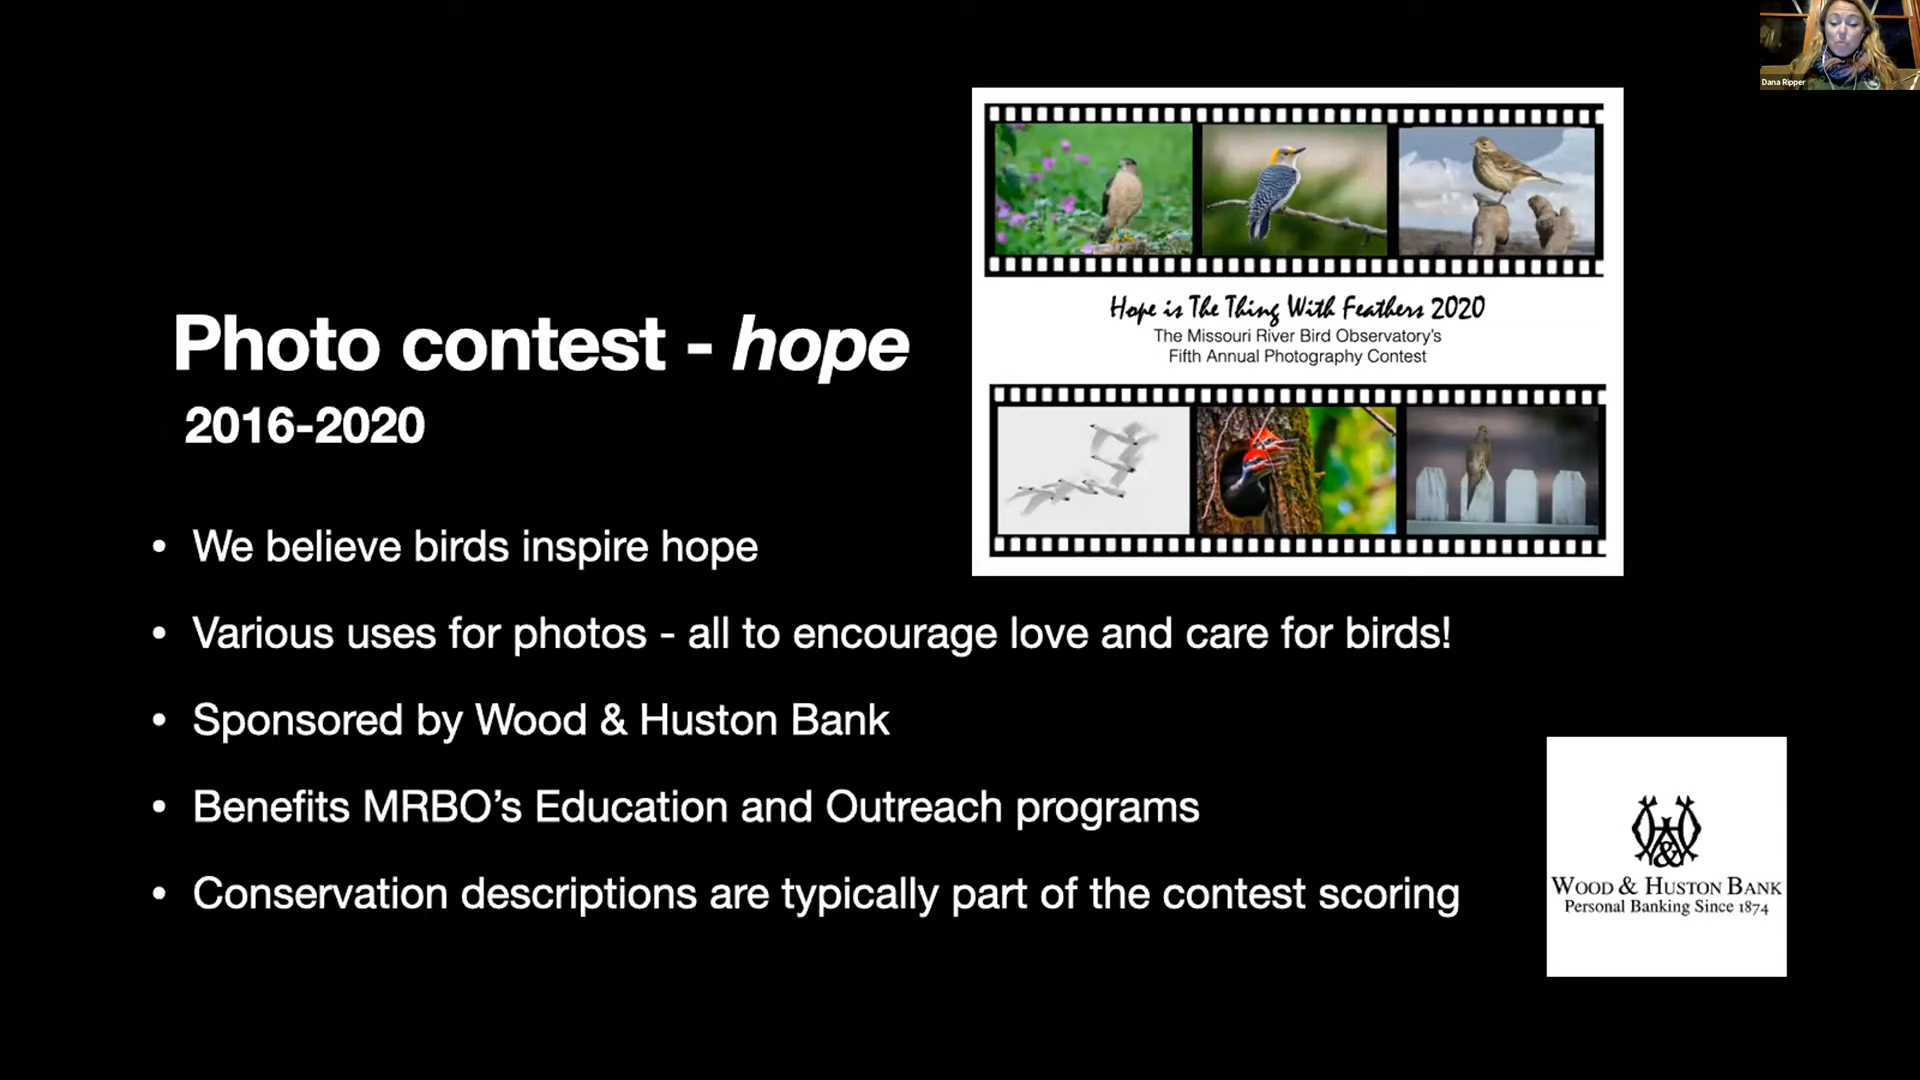 Dana Ripper
Hope is The Thing With Feathers 2020
The Missouri River Bird Observatory's
Fifth Annual Photography Contest
Photo contest - hope
2016-2020
• We believe birds inspire hope
• Various uses for photos - all to encourage love and care for birds!
• Sponsored by Wood & Huston Bank
• Benefits MRBO’s Education and Outreach programs
• Conservation descriptions are typically part of the contest scoring
W&H
WOOD & HUSTON BANK
Personal Banking Since 1874